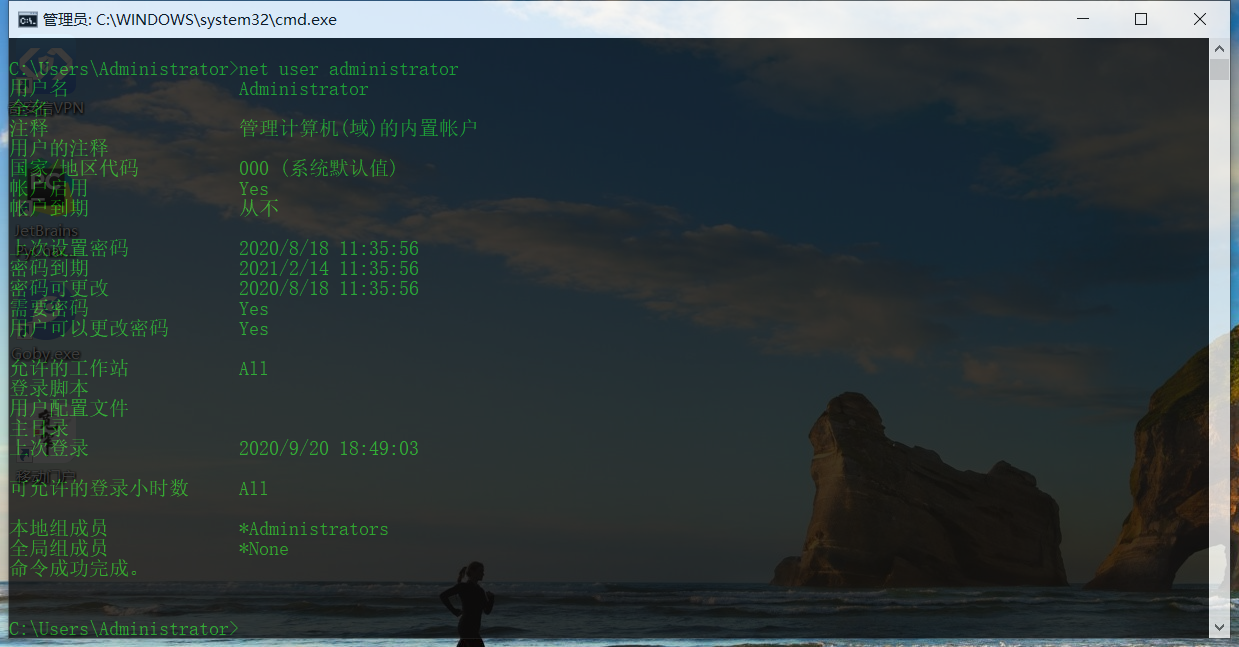 管理员: C:\WINDOWS\system32\cmd.exe
C:\Users\Administrator>net user administrator
用户名 Administrator
全名
注释 管理计算机(域)的内置帐户
用户的注释
国家/地区代码 000 (系统默认值)
帐户启用 Yes
帐户到期 从不
上次设置密码 2020/8/18 11:35:56
密码到期 2021/2/14 11:35:56
密码可更改 2020/8/18 11:35:56
需要密码 Yes
用户可以更改密码 Yes
允许的工作站 All
登录脚本
用户配置文件
主目录
上次登录 2020/9/20 18:49:03
可允许的登录小时数 All
本地组成员 *Administrators
全局组成员 *None
命令成功完成。
C:\Users\Administrator>
VPN
JetBrains
Goby.exe
移动门户